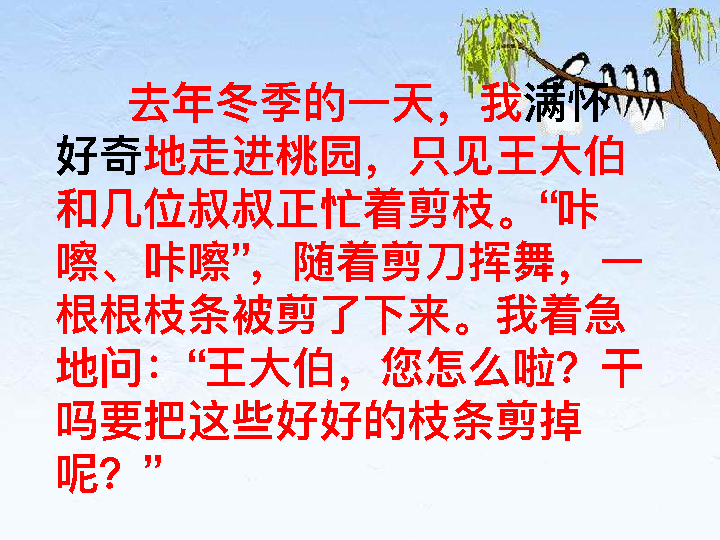 去年冬季的一天，我满怀
好奇地走进桃园，只见王大伯
和几位叔叔正忙着剪枝。“咔
嚓、咔嚓”，随着剪刀挥舞，一
根根枝条被剪了下来。我着急
地问：“王大伯，您怎么啦？干
吗要把这些好好的枝条剪掉
呢？”